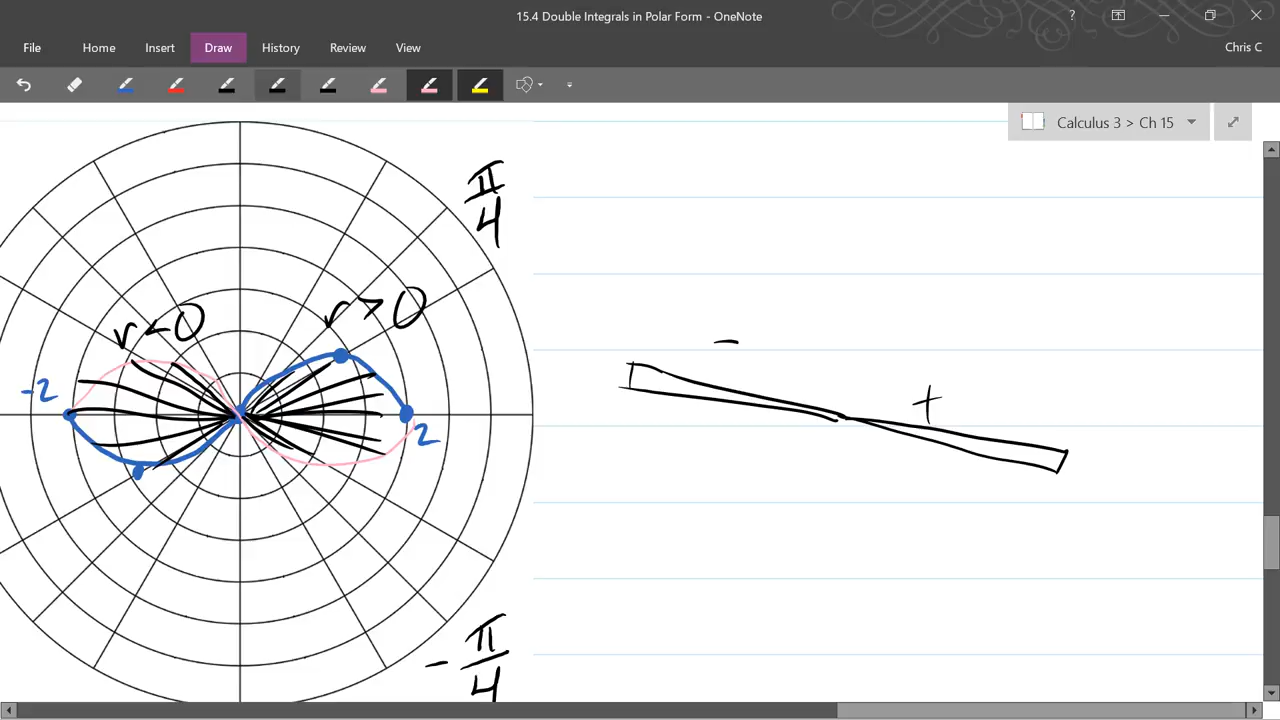 15.4 Double Integrals in Polar Form - OneNote
?
File Home Insert Draw History Review View
Chris C
Calculus 3 > Ch 15
π/4
r<0
r>0
-2
2
-
+
-π/4